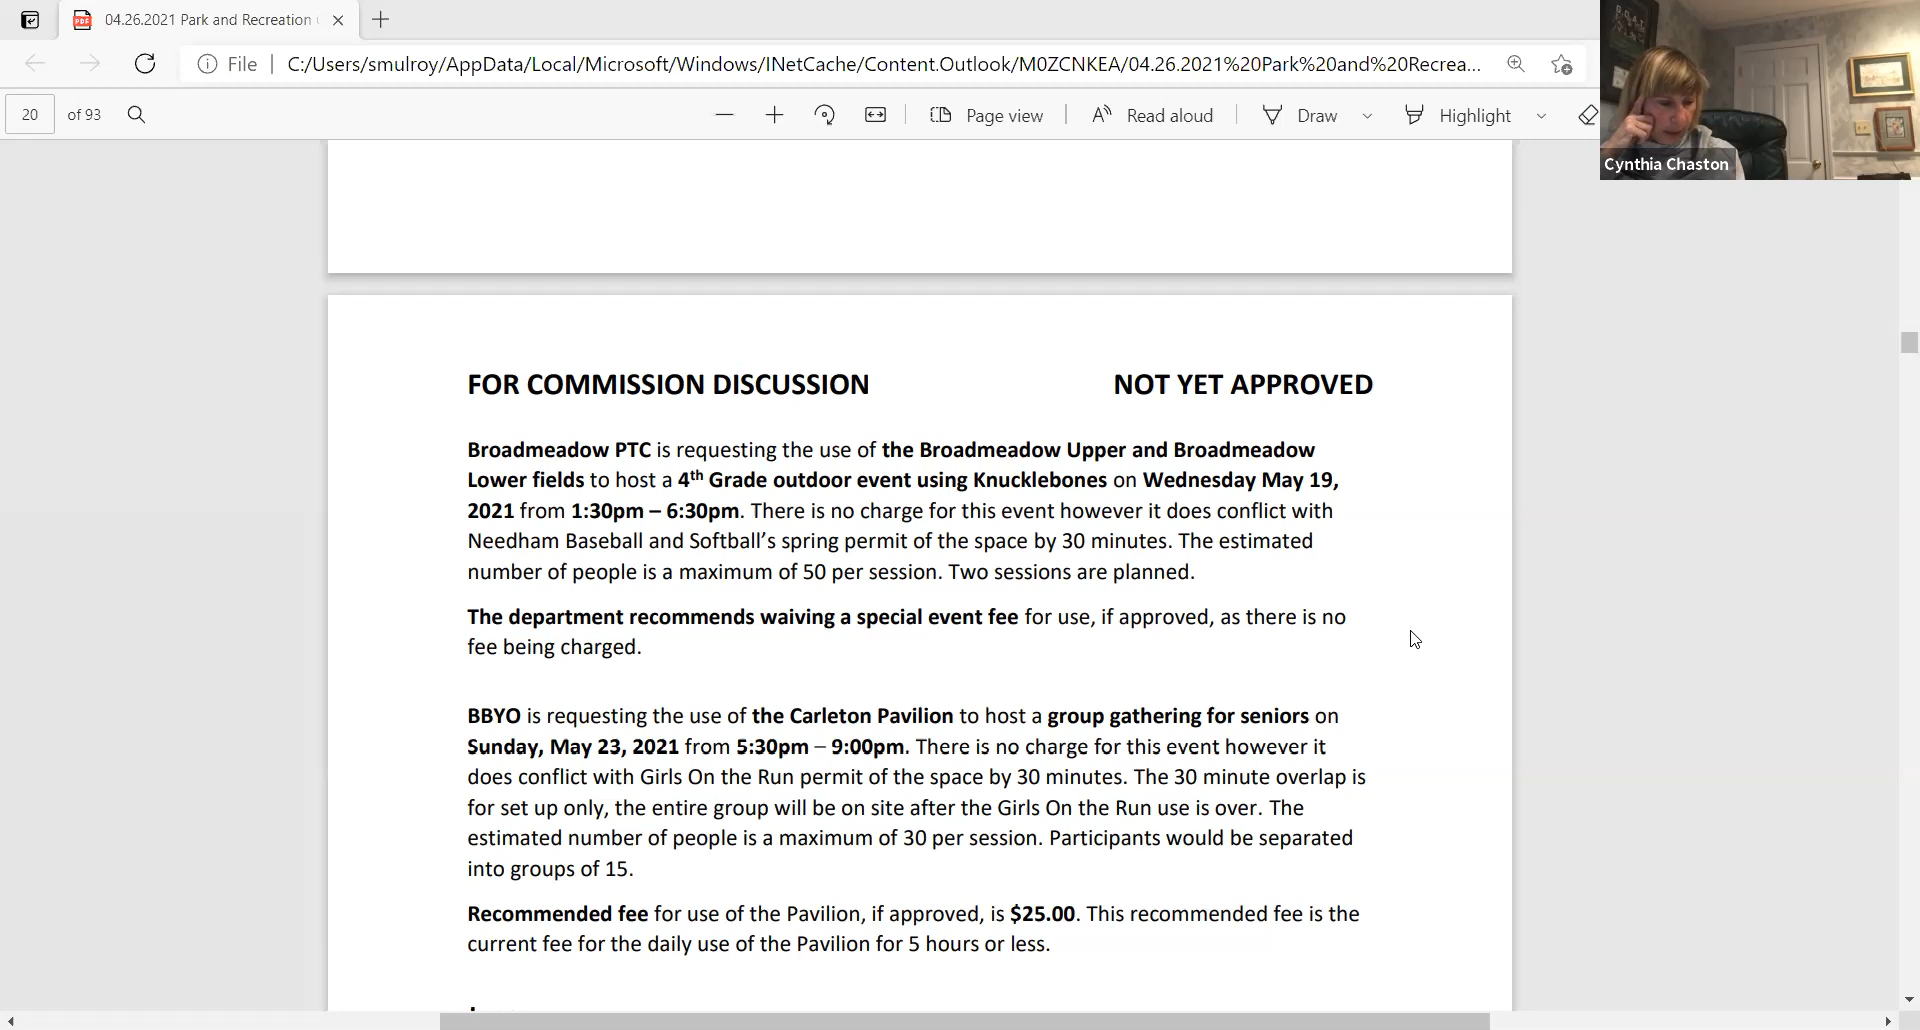 04.26.2021 Park and Recreation
File
C:/Users/smulroy/AppData/Local/Microsoft/Windows/INetCache/Content.Outlook/M0ZCNKEA/04.26.2021%20Park%20and%20Recrea...
20 of 93
Page view
Read aloud
Draw
Highlight
Cynthia Chaston
FOR COMMISSION DISCUSSION NOT YET APPROVED
Broadmeadow PTC is requesting the use of the Broadmeadow Upper and Broadmeadow
Lower fields to host a 4th Grade outdoor event using Knucklebones on Wednesday May 19,
2021 from 1:30pm – 6:30pm. There is no charge for this event however it does conflict with
Needham Baseball and Softball’s spring permit of the space by 30 minutes. The estimated
number of people is a maximum of 50 per session. Two sessions are planned.
The department recommends waiving a special event fee for use, if approved, as there is no
fee being charged.
BBYO is requesting the use of the Carleton Pavilion to host a group gathering for seniors on
Sunday, May 23, 2021 from 5:30pm – 9:00pm. There is no charge for this event however it
does conflict with Girls On the Run permit of the space by 30 minutes. The 30 minute overlap is
for set up only, the entire group will be on site after the Girls On the Run use is over. The
estimated number of people is a maximum of 30 per session. Participants would be separated
into groups of 15.
Recommended fee for use of the Pavilion, if approved, is $25.00. This recommended fee is the
current fee for the daily use of the Pavilion for 5 hours or less.